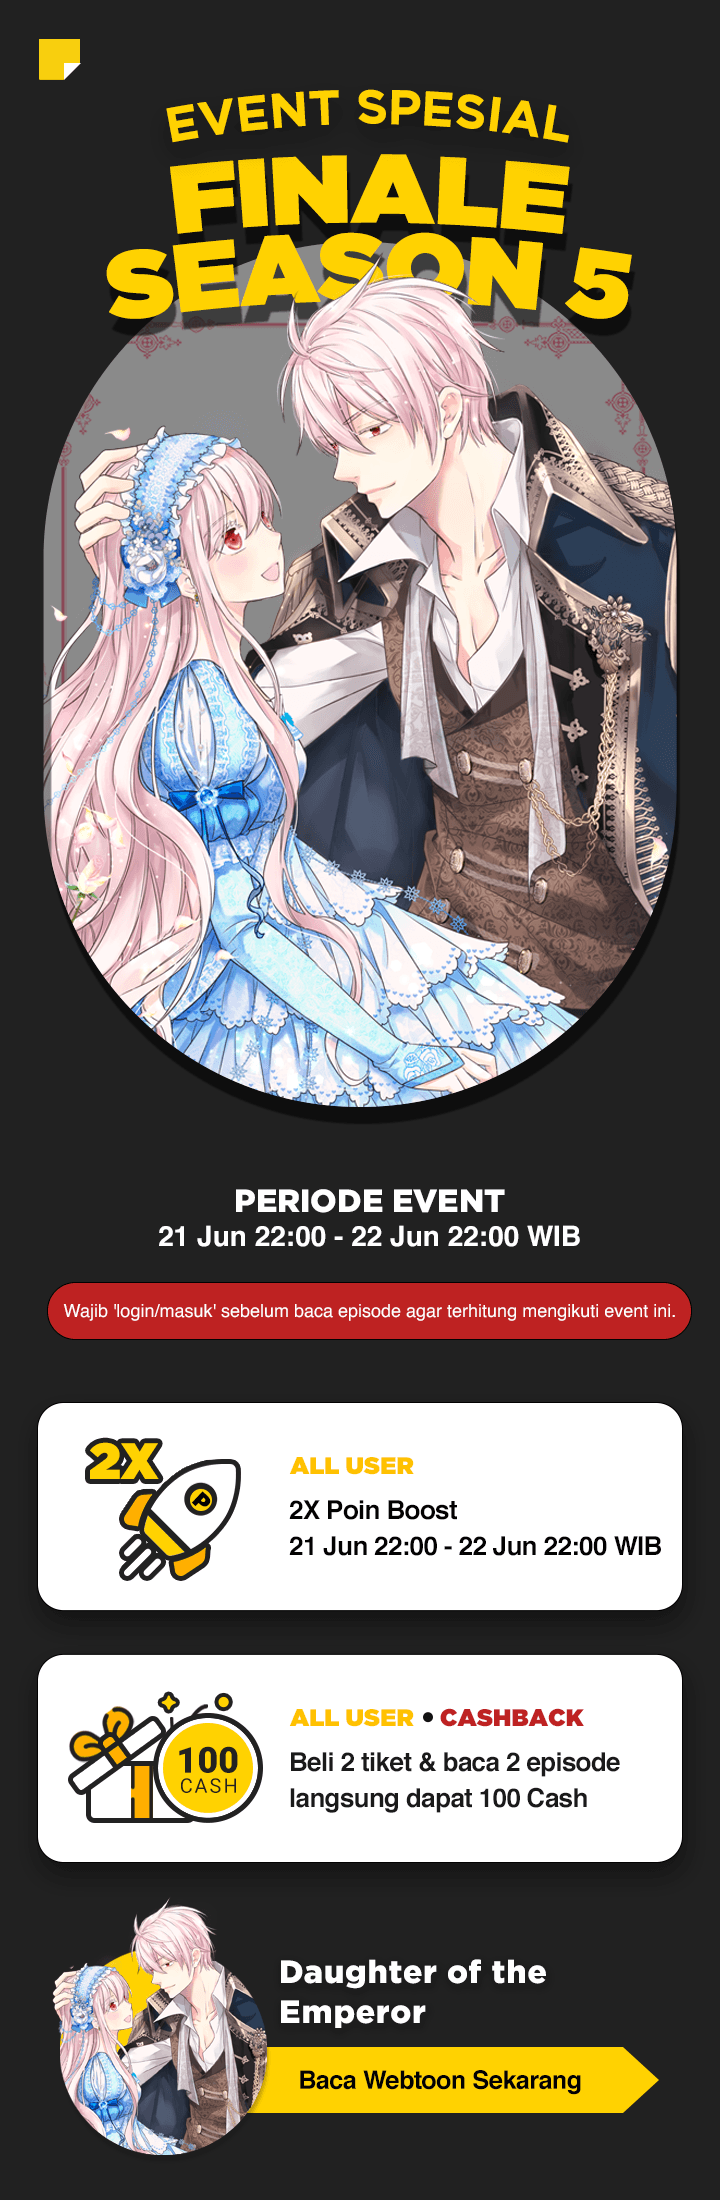 EVENT SPESIAL
FINALE
SEASON 5
PERIODE EVENT
21 Jun 22:00 - 22 Jun 22:00 WIB
Wajib 'login/masuk' sebelum baca episode agar terhitung mengikuti event ini.
2X
P
ALL USER
2X Poin Boost
21 Jun 22:00 - 22 Jun 22:00 WIB
100
CASH
ALL USER • CASHBACK
Beli 2 tiket & baca 2 episode
langsung dapat 100 Cash
Daughter of the
Emperor
Baca Webtoon Sekarang